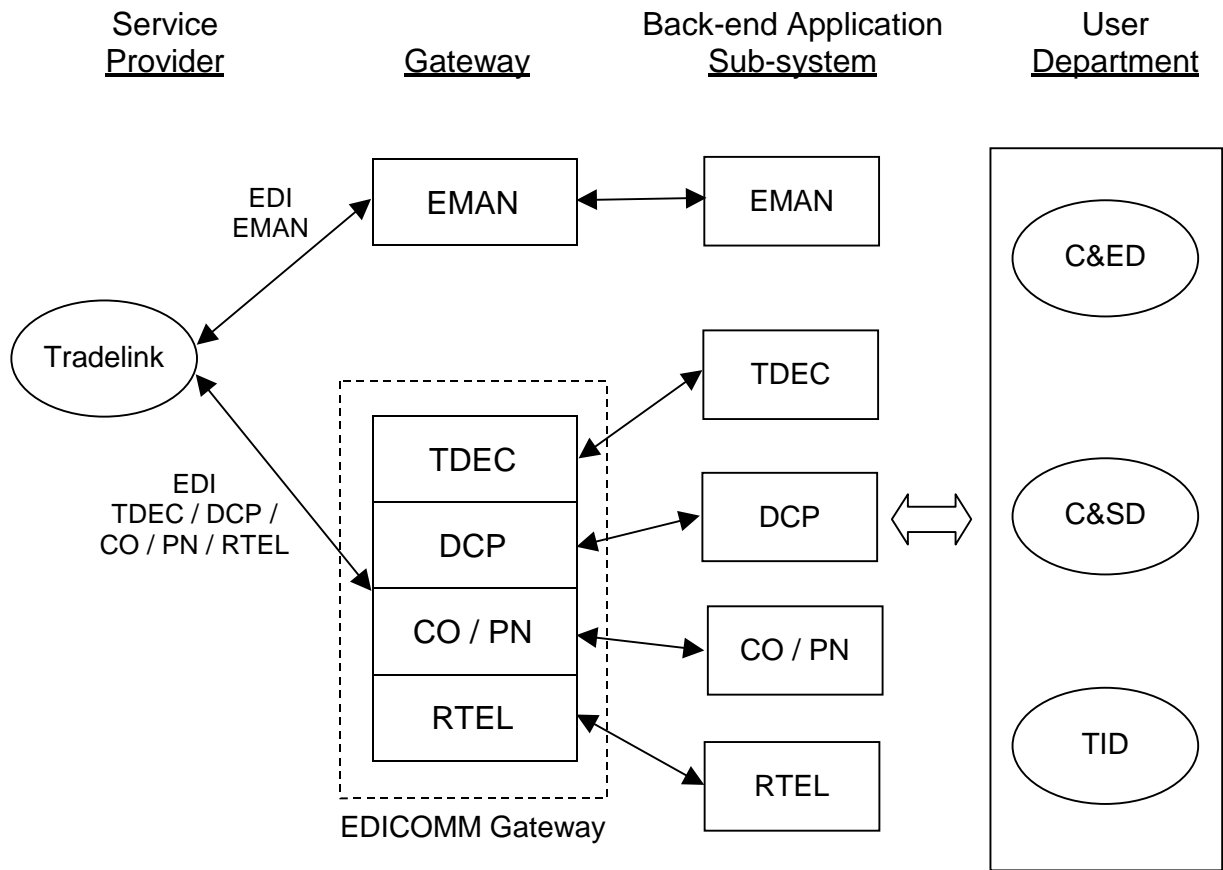 Service
Provider
Gateway
Back-end Application
Sub-system
User
Department
EDI
EMAN
EMAN
EMAN
C&ED
Tradelink
TDEC
TDEC
EDI
TDEC / DCP /
CO / PN / RTEL
DCP
DCP
C&SD
CO / PN
CO / PN
RTEL
RTEL
TID
EDICOMM Gateway